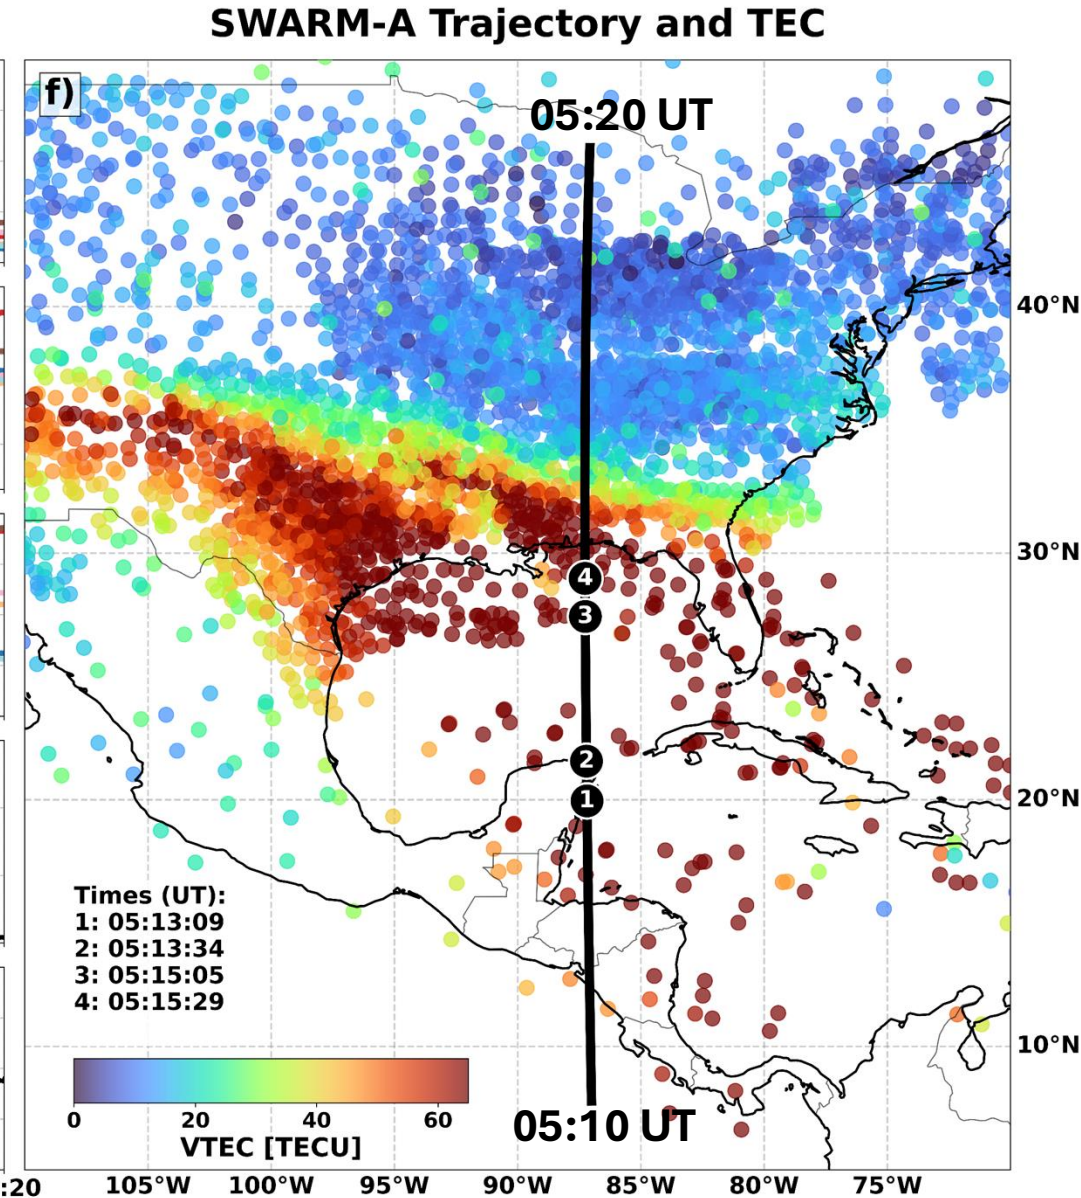 SWARM-A Trajectory and TEC
f)
05:20 UT
40°N
30°N
4
3
2
1
20°N
Times (UT):
1: 05:13:09
2: 05:13:34
3: 05:15:05
4: 05:15:29
10°N
0 20 40 60
VTEC [TECU]
05:10 UT
:20
105°W 100°W 95°W 90°W 85°W 80°W 75°W